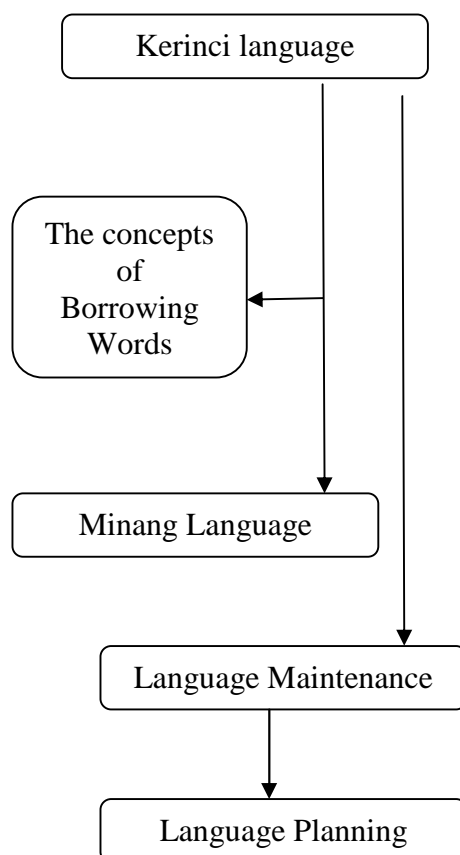 Kerinci language
The concepts
of
Borrowing
Words
Minang Language
Language Maintenance
Language Planning